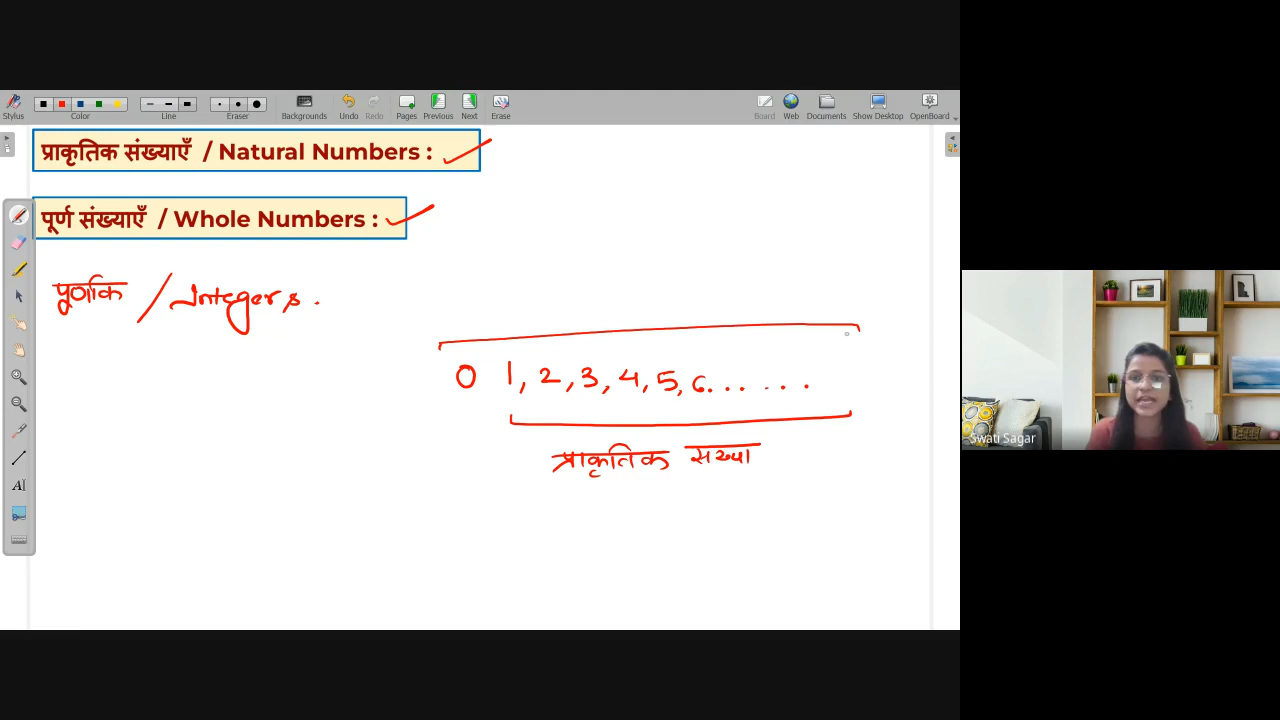 Stylus Color Line Eraser Backgrounds Undo Redo Pages Previous Next Erase Board Web Documents Show Desktop OpenBoard
प्राकृतिक संख्याएँ / Natural Numbers :
पूर्ण संख्याएँ / Whole Numbers :
पूर्णांक / Integers.
0 1, 2, 3, 4, 5, 6. . . . . . .
प्राकृतिक संख्या
Swati Sagar